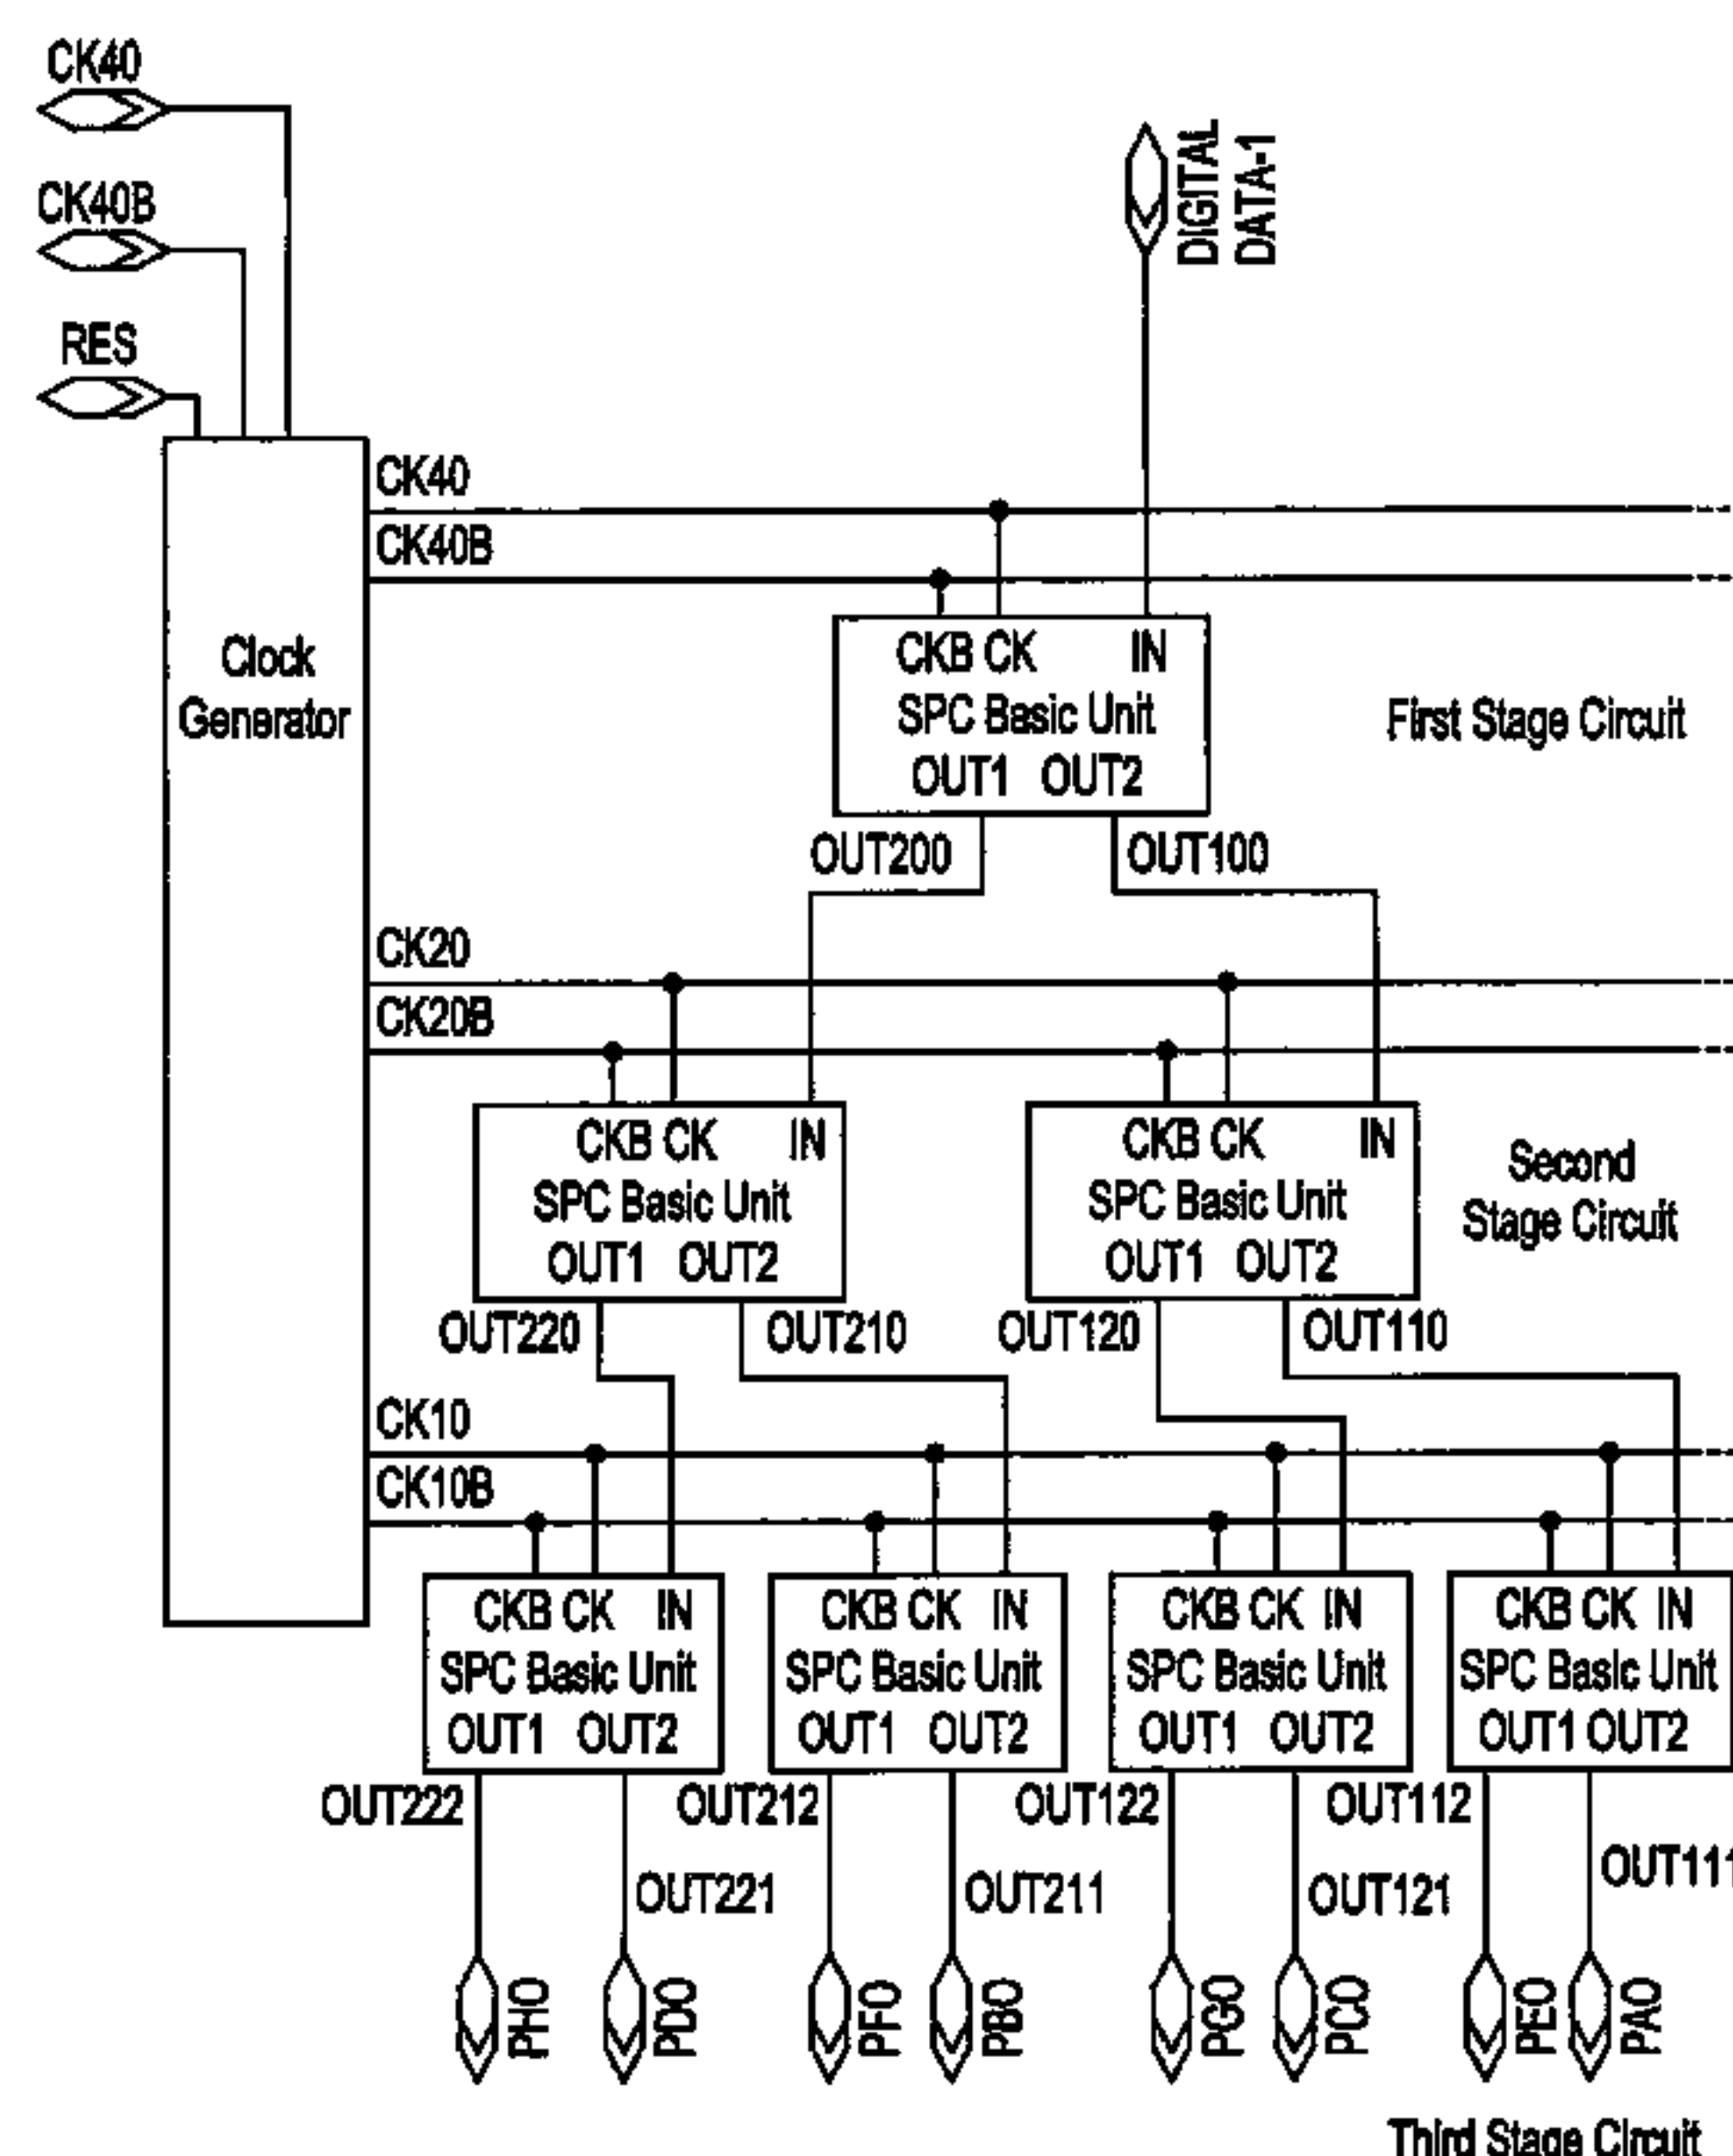 CK40
CK40B
RES
DIGITAL
DATA-1
CK40
CK40B
Clock
Generator
CKB CK IN
SPC Basic Unit
OUT1 OUT2
First Stage Circuit
OUT200 OUT100
CK20
CK20B
CKB CK IN
SPC Basic Unit
OUT1 OUT2
CKB CK IN
SPC Basic Unit
OUT1 OUT2
Second
Stage Circuit
OUT220 OUT210 OUT120 OUT110
CK10
CK10B
CKB CK IN
SPC Basic Unit
OUT1 OUT2
CKB CK IN
SPC Basic Unit
OUT1 OUT2
CKB CK IN
SPC Basic Unit
OUT1 OUT2
CKB CK IN
SPC Basic Unit
OUT1 OUT2
OUT222 OUT212 OUT122 OUT112
OUT221 OUT211 OUT121 OUT111
PHO PDO PFO PBO PGO PCO PEO PAO
Third Stage Circuit